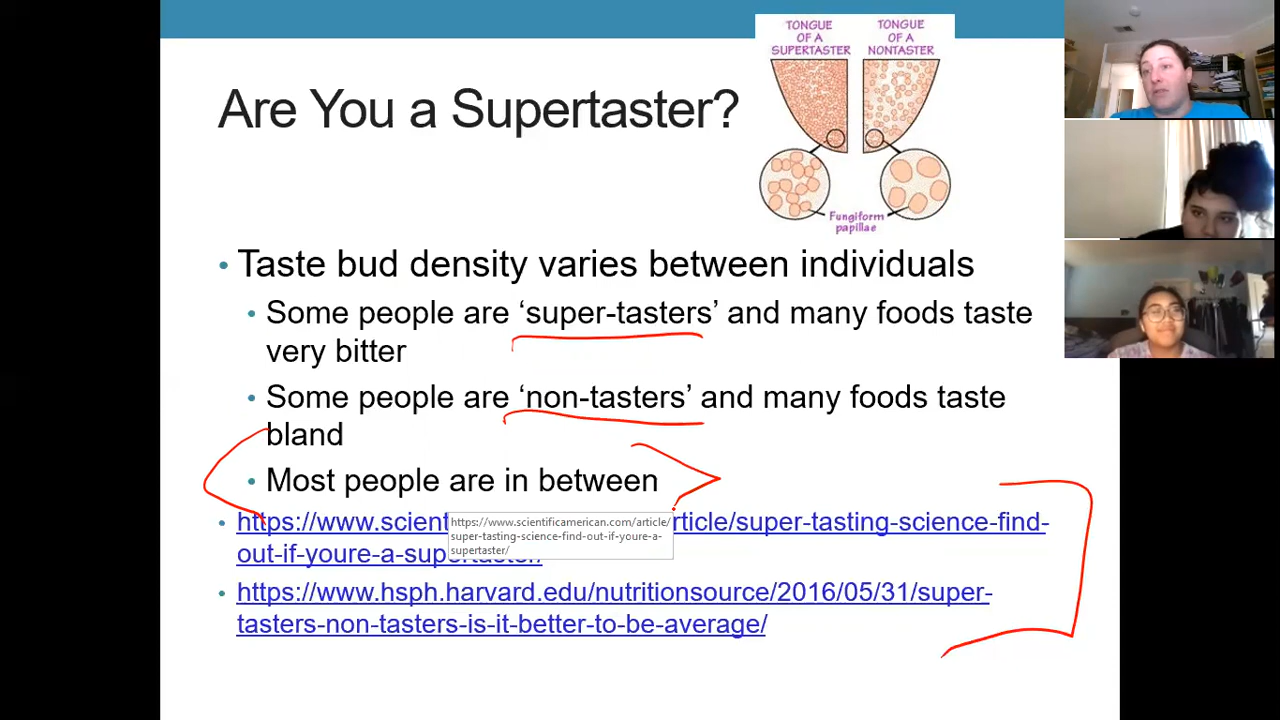 TONGUE
OF A
SUPERTASTER
TONGUE
OF A
NONTASTER
Fungiform
papillae
Are You a Supertaster?
• Taste bud density varies between individuals
• Some people are ‘super-tasters’ and many foods taste
very bitter
• Some people are ‘non-tasters’ and many foods taste
bland
• Most people are in between
• https://www.scient rticle/super-tasting-science-find-
out-if-youre-a-supertaster/
https://www.scientificamerican.com/article/
super-tasting-science-find-out-if-youre-a-
supertaster/
• https://www.hsph.harvard.edu/nutritionsource/2016/05/31/super-
tasters-non-tasters-is-it-better-to-be-average/